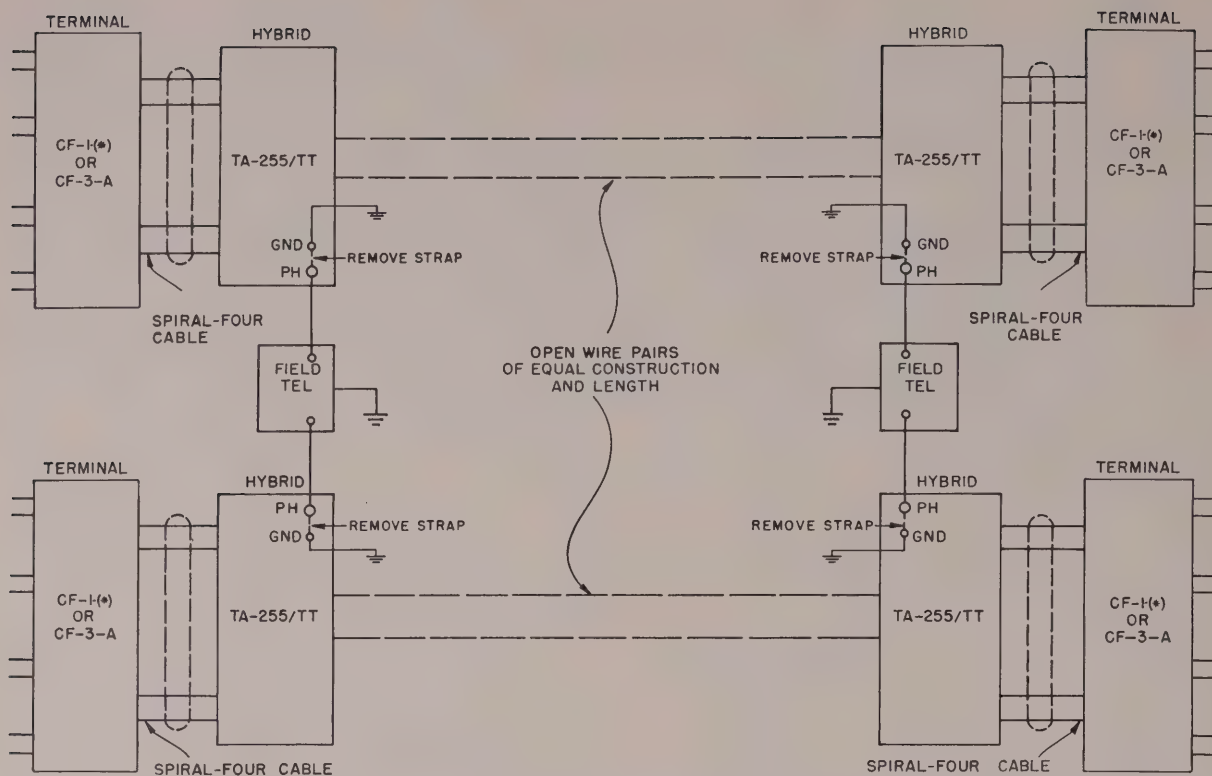 TERMINAL
HYBRID
HYBRID
TERMINAL
CF-1-(*)
OR
CF-3-A
TA-255/TT
TA-255/TT
CF-1-(*)
OR
CF-3-A
GND
REMOVE STRAP
PH
GND
REMOVE STRAP
PH
SPIRAL-FOUR
CABLE
SPIRAL-FOUR
CABLE
FIELD
TEL
OPEN WIRE PAIRS
OF EQUAL CONSTRUCTION
AND LENGTH
FIELD
TEL
TERMINAL
HYBRID
HYBRID
TERMINAL
PH
REMOVE STRAP
GND
PH
REMOVE STRAP
GND
CF-1-(*)
OR
CF-3-A
TA-255/TT
TA-255/TT
CF-1-(*)
OR
CF-3-A
SPIRAL-FOUR CABLE
SPIRAL-FOUR CABLE